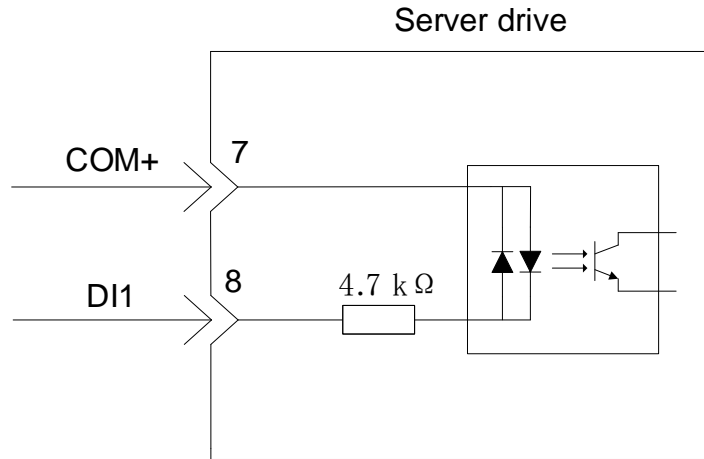 Server drive
COM+
7
DI1
8
4.7 kΩ